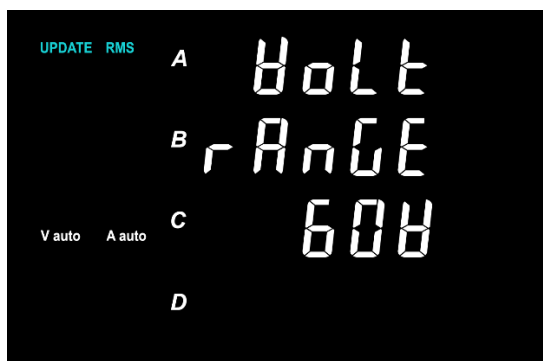 UPDATE RMS
A VoLt
B rAnGE
V auto A auto
C 60V
D